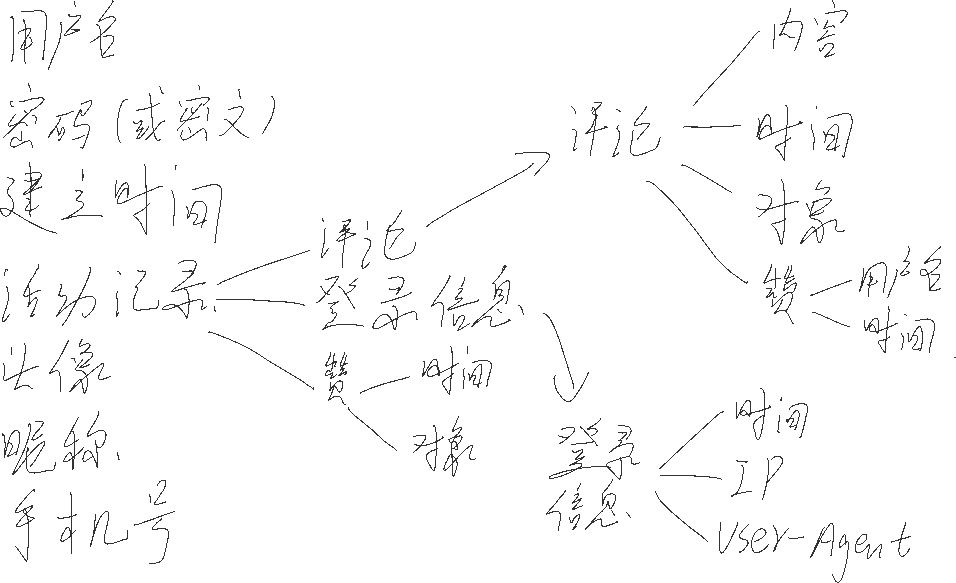 用户名
密码(或密文)
建立时间
活动记录
头像
昵称
手机号
评论
登录信息
赞
时间
对象
评论
内容
时间
对象
赞
用户名
时间
登录
信息
时间
IP
User-Agent